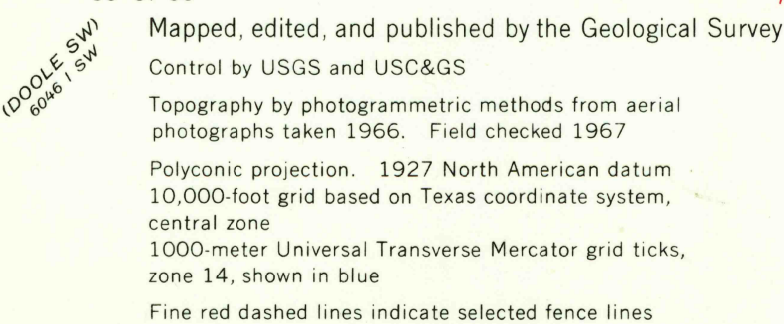 (DOOLE SW)
6046 I SW
Mapped, edited, and published by the Geological Survey
Control by USGS and USC&GS
Topography by photogrammetric methods from aerial
photographs taken 1966. Field checked 1967
Polyconic projection. 1927 North American datum
10,000-foot grid based on Texas coordinate system,
central zone
1000-meter Universal Transverse Mercator grid ticks,
zone 14, shown in blue
Fine red dashed lines indicate selected fence lines